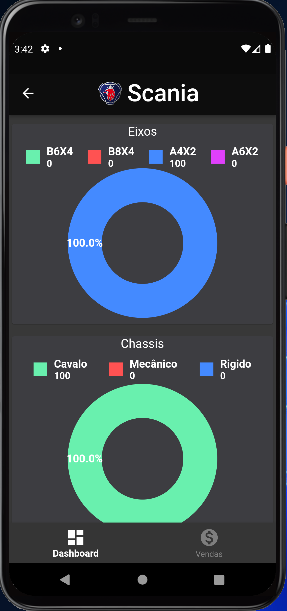 3:42
Scania
Eixos
B6X4 B8X4 A4X2 A6X2
0 0 100 0
100.0%
Chassis
Cavalo Mecânico Rígido
100 0 0
100.0%
Dashboard Vendas